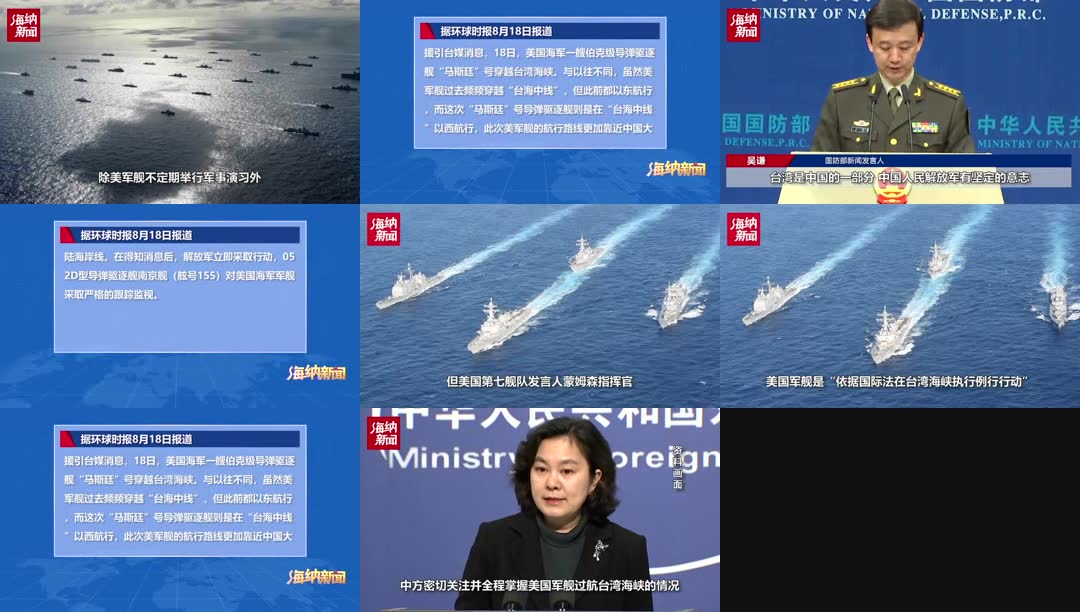 海纳
新闻
除美军舰不定期举行军事演习外
据环球时报8月18日报道
援引台媒消息，18日，美国海军一艘伯克级导弹驱逐
舰“马斯廷”号穿越台湾海峡。与以往不同，虽然美
军舰过去频频穿越“台海中线”，但此前都以东航行
，而这次“马斯廷”号导弹驱逐舰则是在“台海中线
”以西航行，此次美军舰的航行路线更加靠近中国大
海纳新闻
海纳
新闻
MINISTRY OF NATIONAL DEFENSE,P.R.C.
国国防部
DEFENSE,P.R.C.
中华人民共
MINISTRY OF NAT
吴谦
国防部新闻发言人
台湾是中国的一部分 中国人民解放军有坚定的意志
据环球时报8月18日报道
陆海岸线。在得知消息后，解放军立即采取行动，05
2D型导弹驱逐舰南京舰（舷号155）对美国海军军舰
采取严格的跟踪监视。
海纳新闻
海纳
新闻
但美国第七舰队发言人蒙姆森指挥官
海纳
新闻
美国军舰是“依据国际法在台湾海峡执行例行行动”
据环球时报8月18日报道
援引台媒消息，18日，美国海军一艘伯克级导弹驱逐
舰“马斯廷”号穿越台湾海峡。与以往不同，虽然美
军舰过去频频穿越“台海中线”，但此前都以东航行
，而这次“马斯廷”号导弹驱逐舰则是在“台海中线
”以西航行，此次美军舰的航行路线更加靠近中国大
海纳新闻
海纳
新闻
中华人民共和国
Ministry
oreign
资料画面
中方密切关注并全程掌握美国军舰过航台湾海峡的情况